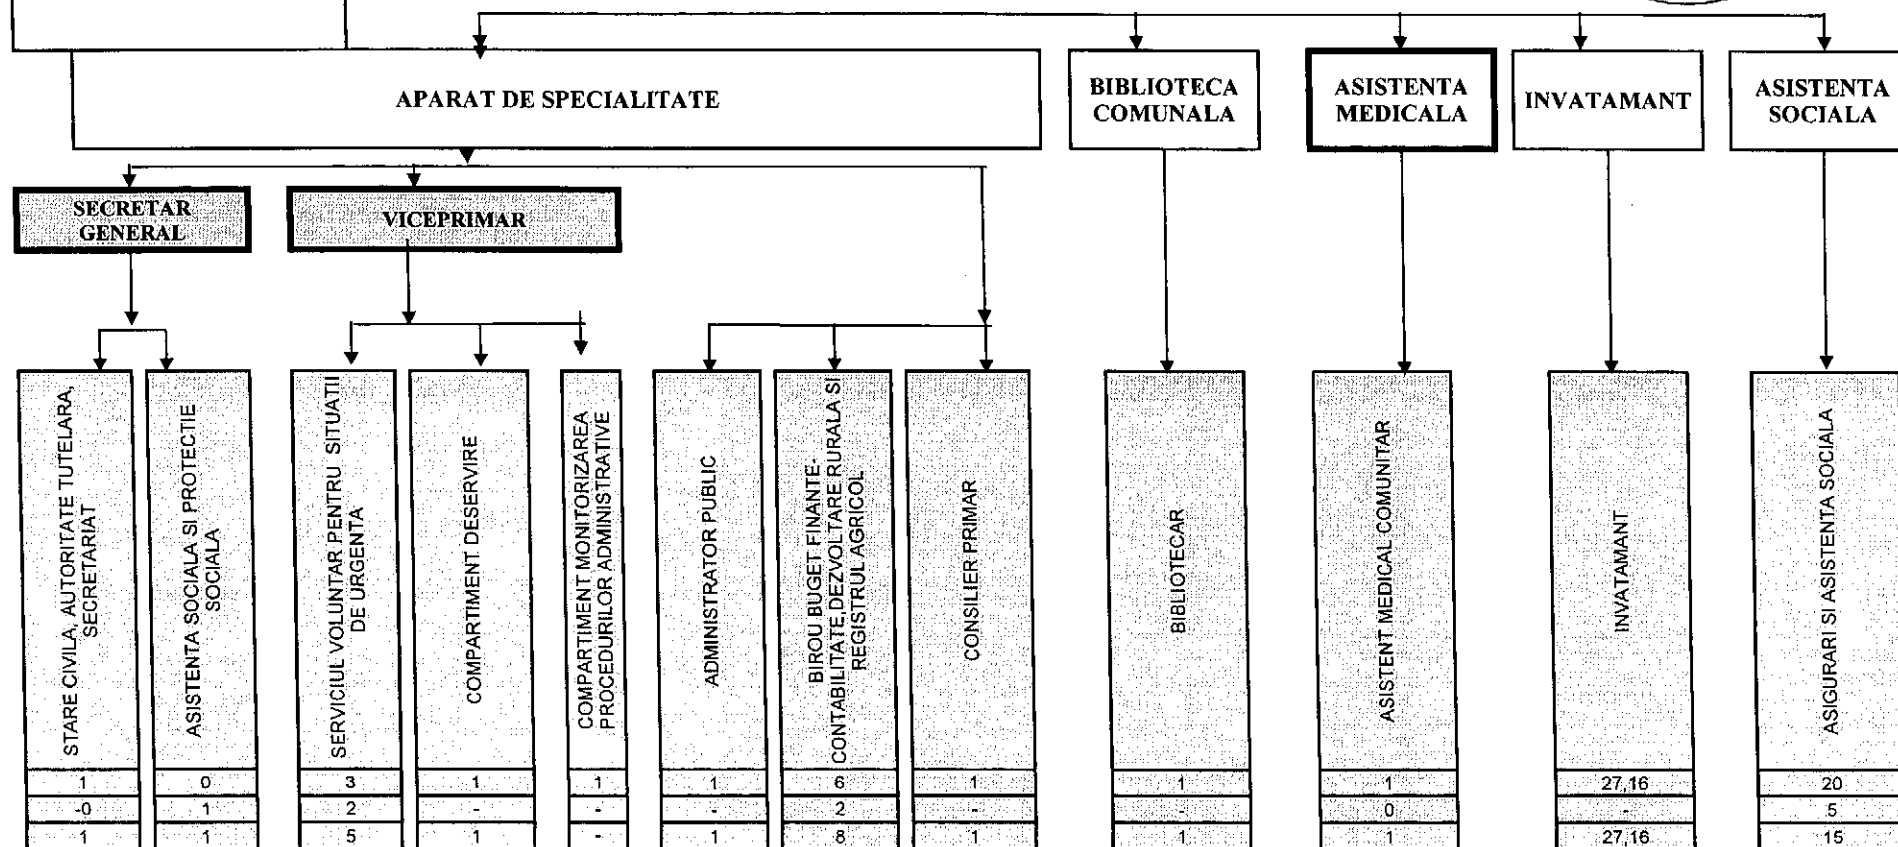 APARAT DE SPECIALITATE
BIBLIOTECA
COMUNALA
ASISTENTA
MEDICALA
INVATAMANT
ASISTENTA
SOCIALA
SECRETAR
GENERAL
VICEPRIMAR
STARE CIVILA, AUTORITATE TUTELARA,
SECRETARIAT
ASISTENTA SOCIALA SI PROTECTIE
SOCIALA
SERVICIUL VOLUNTAR PENTRU SITUATII
DE URGENTA
COMPARTIMENT DESERVIRE
COMPARTIMENT MONITORIZAREA
PROCEDURILOR ADMINISTRATIVE
ADMINISTRATOR PUBLIC
BIROU BUGET FINANTE-
CONTABILITATE,DEZVOLTARE RURALA SI
REGISTRUL AGRICOL
CONSILIER PRIMAR
BIBLIOTECAR
ASISTENT MEDICAL COMUNITAR
INVATAMANT
ASIGURARI SI ASISTENTA SOCIALA
1 0 3 1 1 1 6 1 1 1 27,16 20
-0 1 2 - - - 2 - - 0 - 5
1 1 5 1 - 1 8 1 1 1 27,16 15